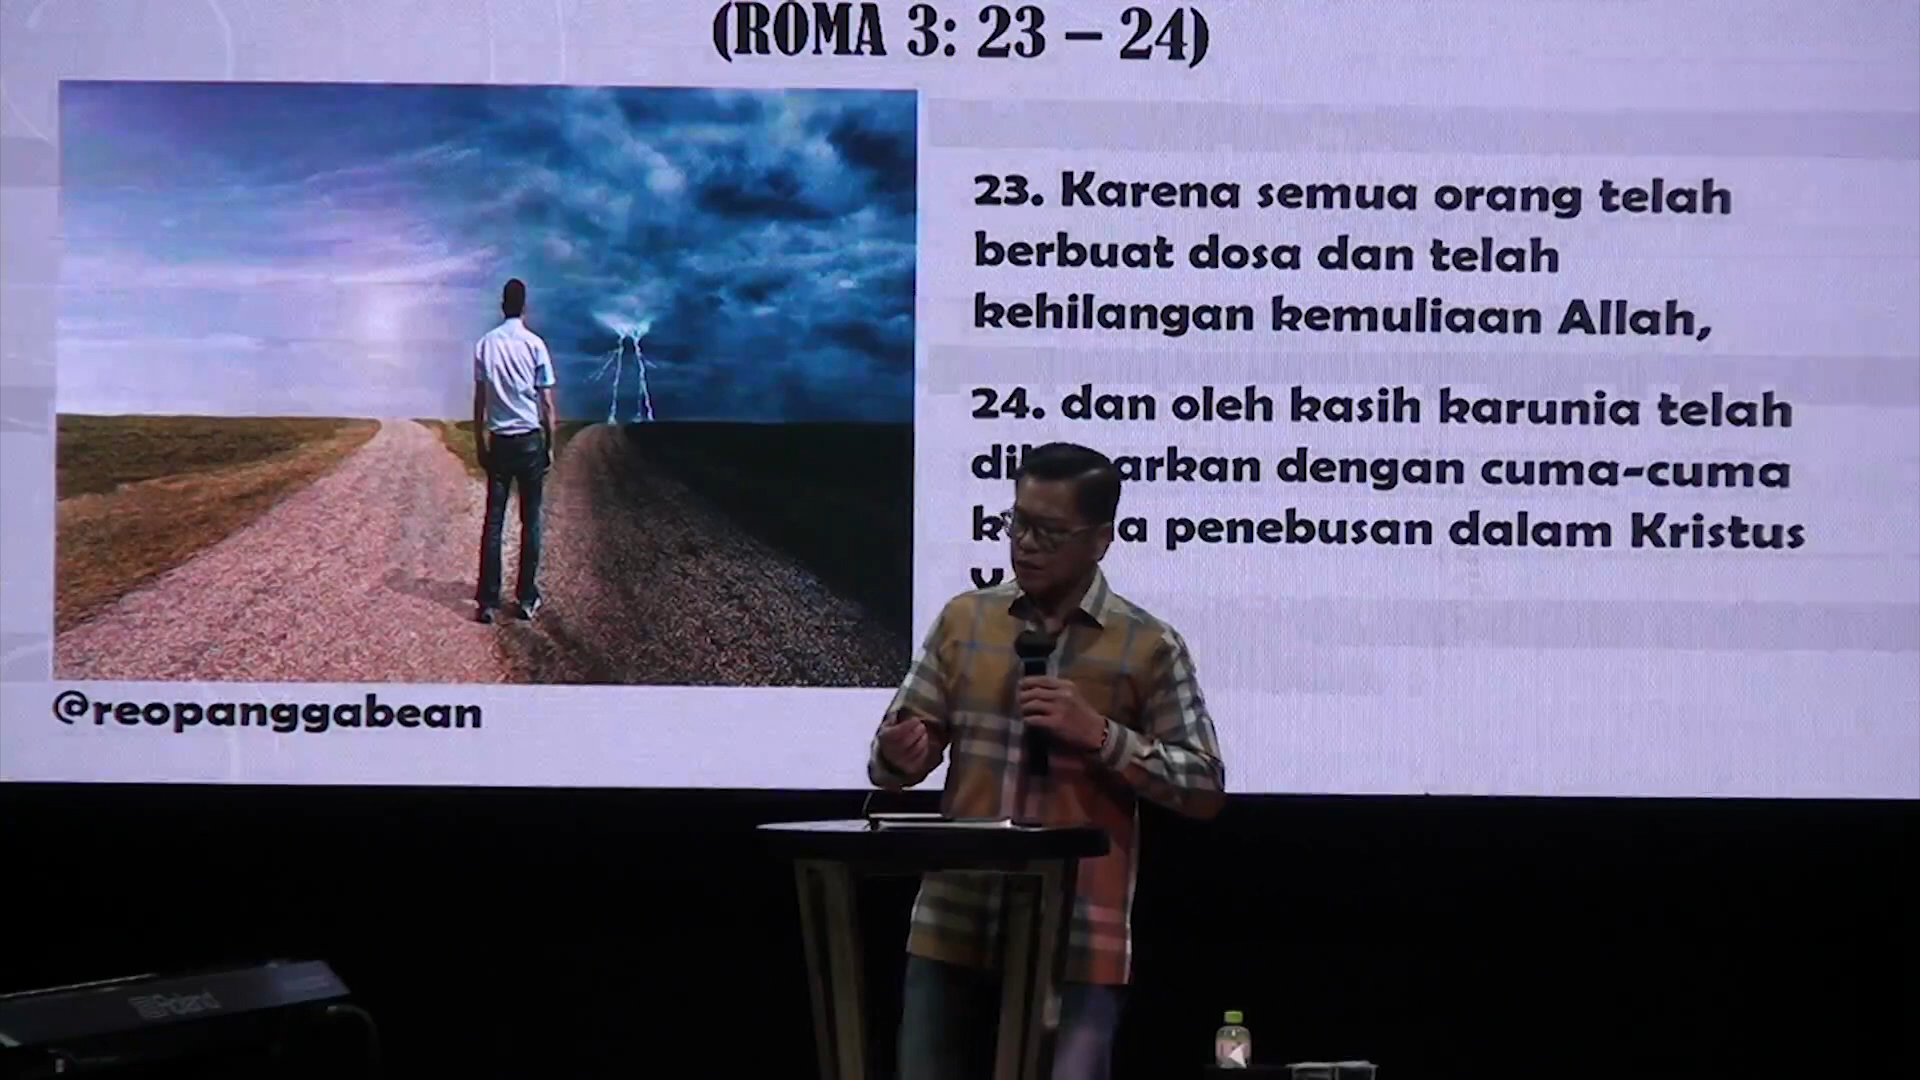 (ROMA 3: 23 – 24)
23. Karena semua orang telah
berbuat dosa dan telah
kehilangan kemuliaan Allah,
24. dan oleh kasih karunia telah
dengan cuma-cuma
penebusan dalam Kristus
@reopanggabean
Roland